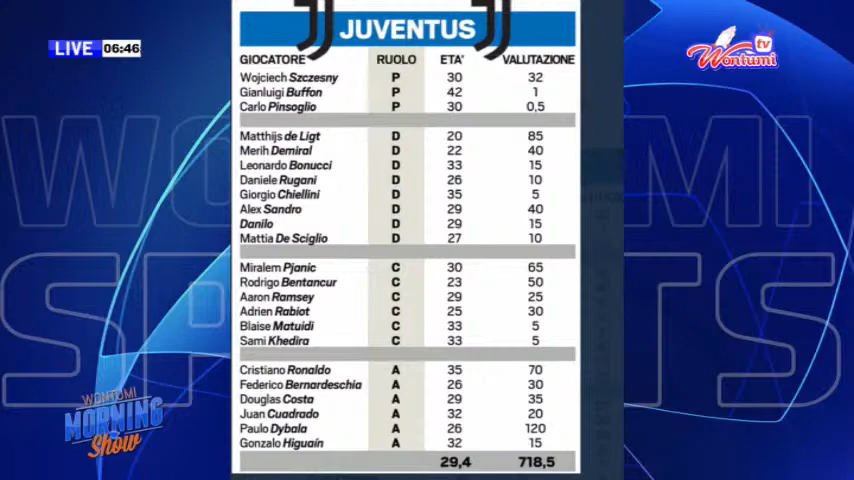 LIVE 06:46
Wontumi tv
JUVENTUS
GIOCATORE RUOLO ETA' VALUTAZIONE
Wojciech Szczesny P 30 32
Gianluigi Buffon P 42 1
Carlo Pinsoglio P 30 0,5
Matthijs de Ligt D 20 85
Merih Demiral D 22 40
Leonardo Bonucci D 33 15
Daniele Rugani D 26 10
Giorgio Chiellini D 35 5
Alex Sandro D 29 40
Danilo D 29 15
Mattia De Sciglio D 27 10
Miralem Pjanic C 30 65
Rodrigo Bentancur C 23 50
Aaron Ramsey C 29 25
Adrien Rabiot C 25 30
Blaise Matuidi C 33 5
Sami Khedira C 33 5
Cristiano Ronaldo A 35 70
Federico Bernardeschia A 26 30
Douglas Costa A 29 35
Juan Cuadrado A 32 20
Paulo Dybala A 26 120
Gonzalo Higuaín A 32 15
29,4 718,5
WONTUMI
MORNING
Show